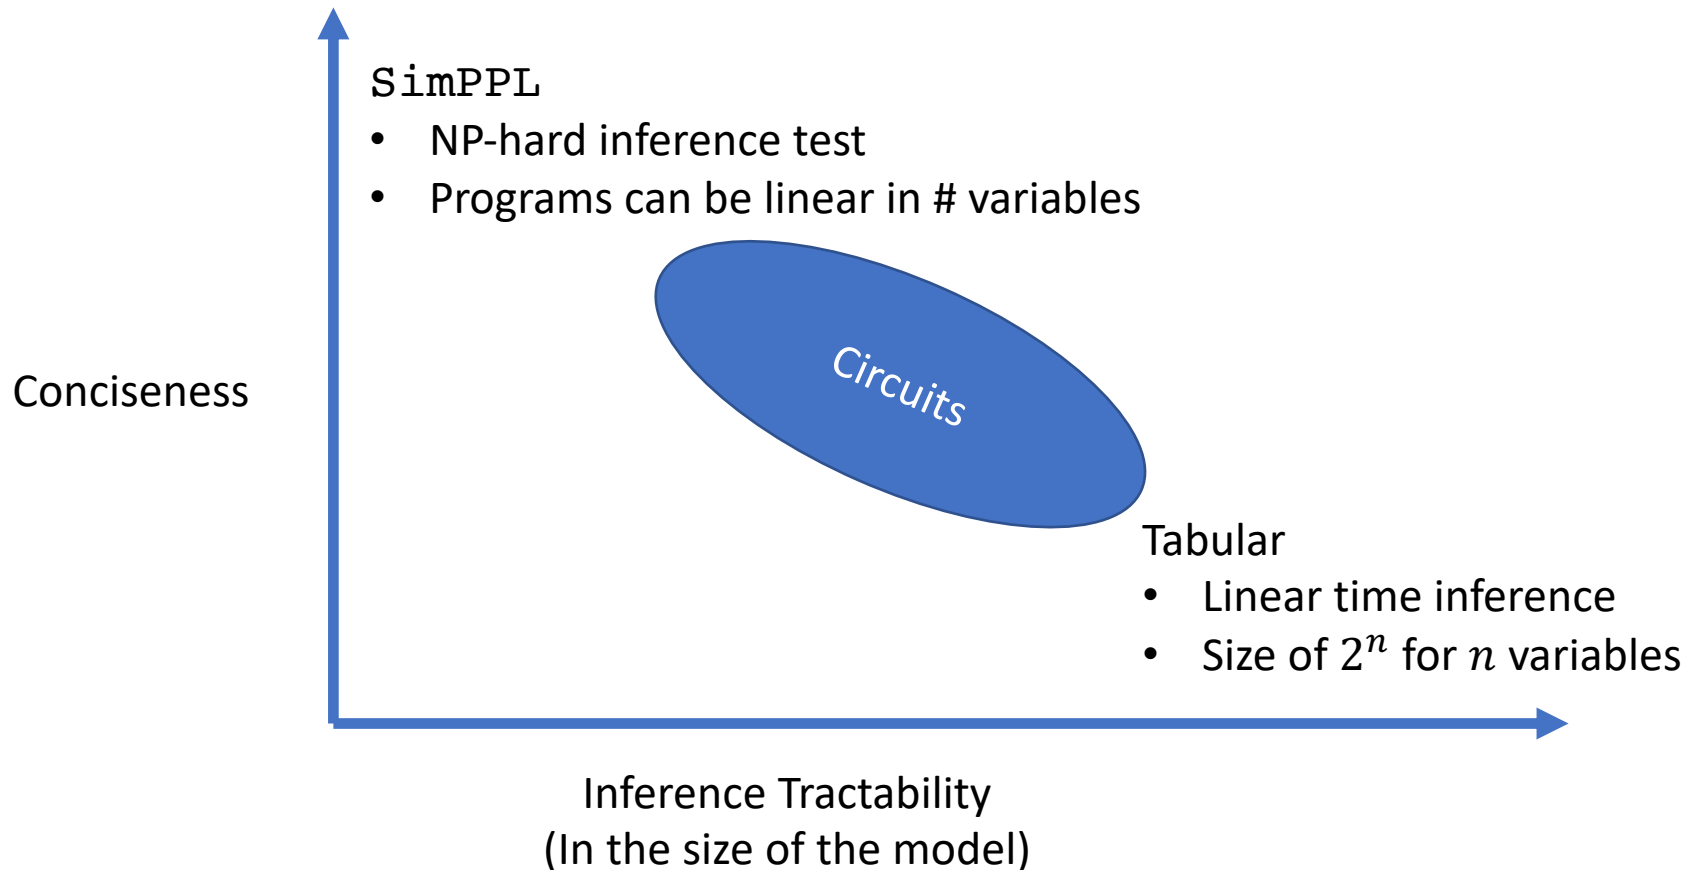 SimPPL
• NP-hard inference test
• Programs can be linear in # variables
Circuits
Conciseness
Tabular
• Linear time inference
• Size of 2ⁿ for n variables
Inference Tractability
(In the size of the model)